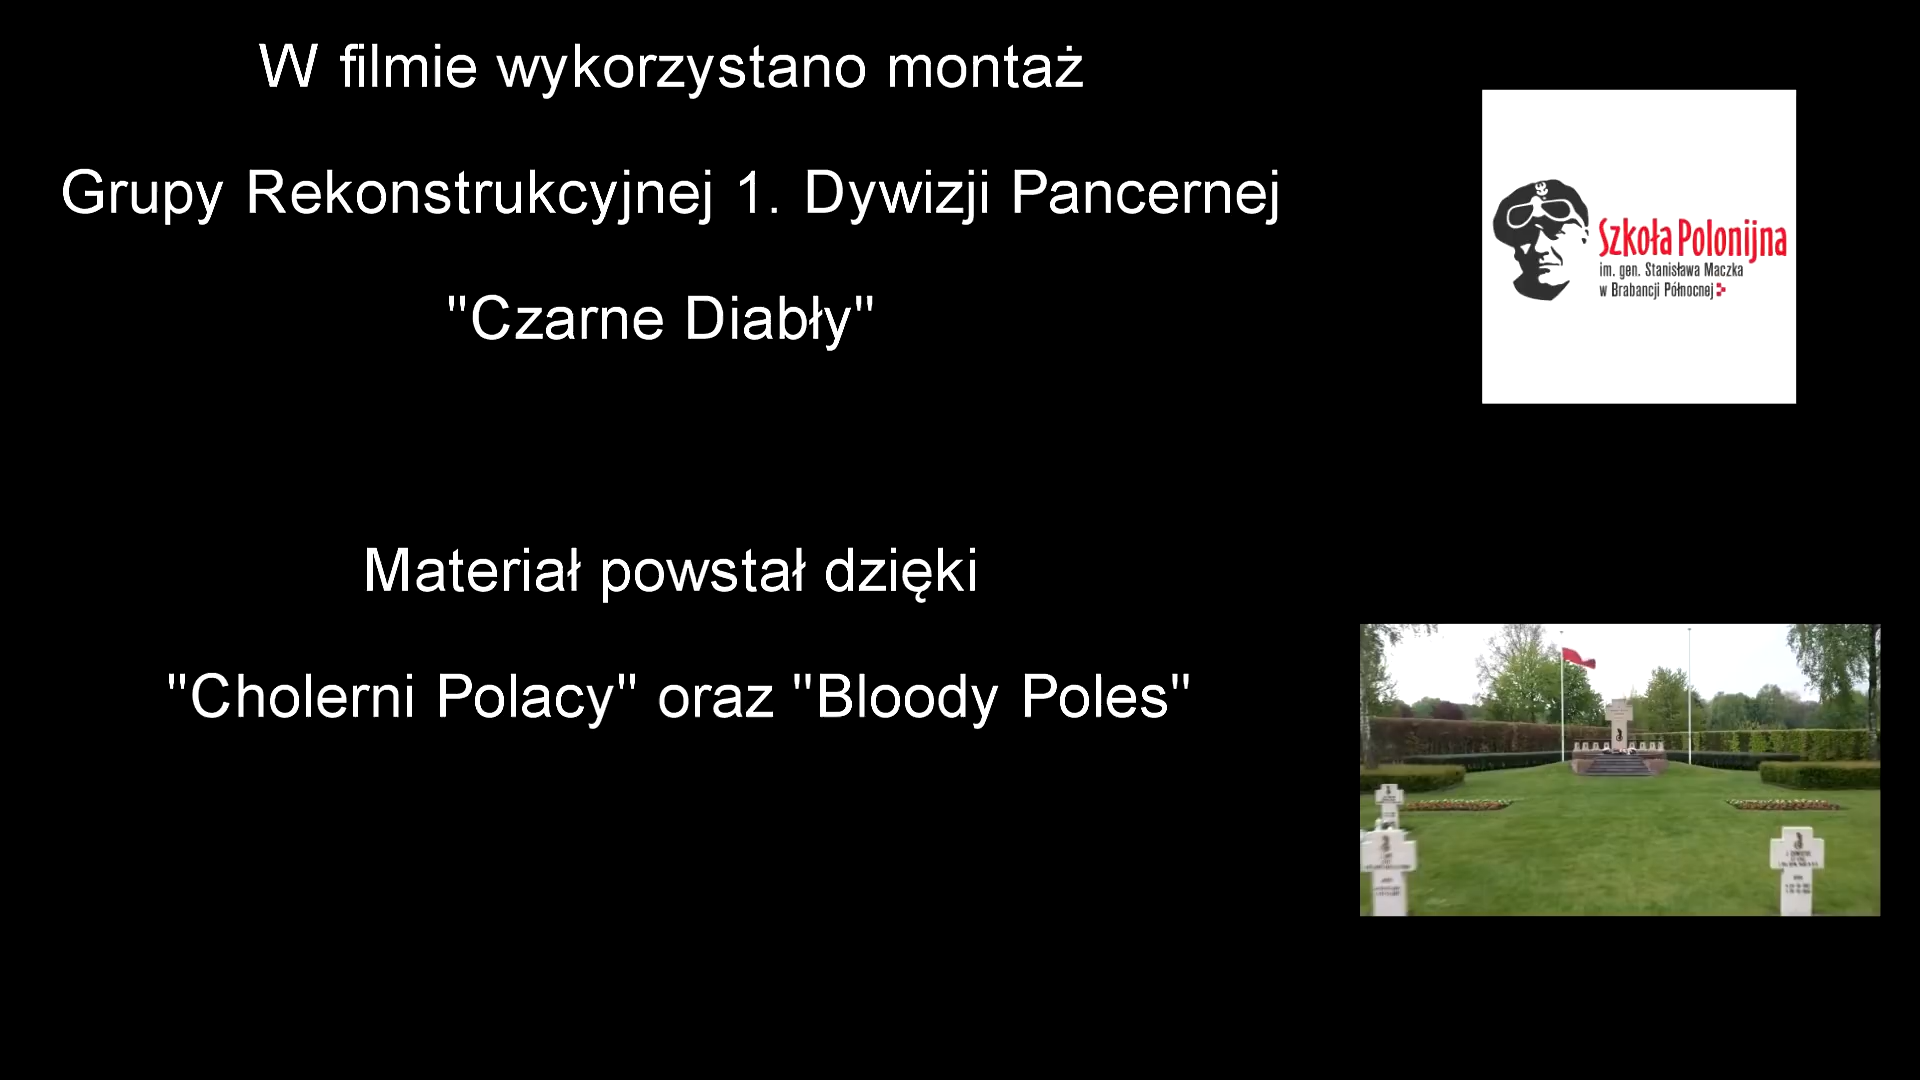 W filmie wykorzystano montaż
Grupy Rekonstrukcyjnej 1. Dywizji Pancernej
"Czarne Diabły"
Materiał powstał dzięki
"Cholerni Polacy" oraz "Bloody Poles"
Szkoła Polonijna
im. gen. Stanisława Maczka
w Brabancji Północnej